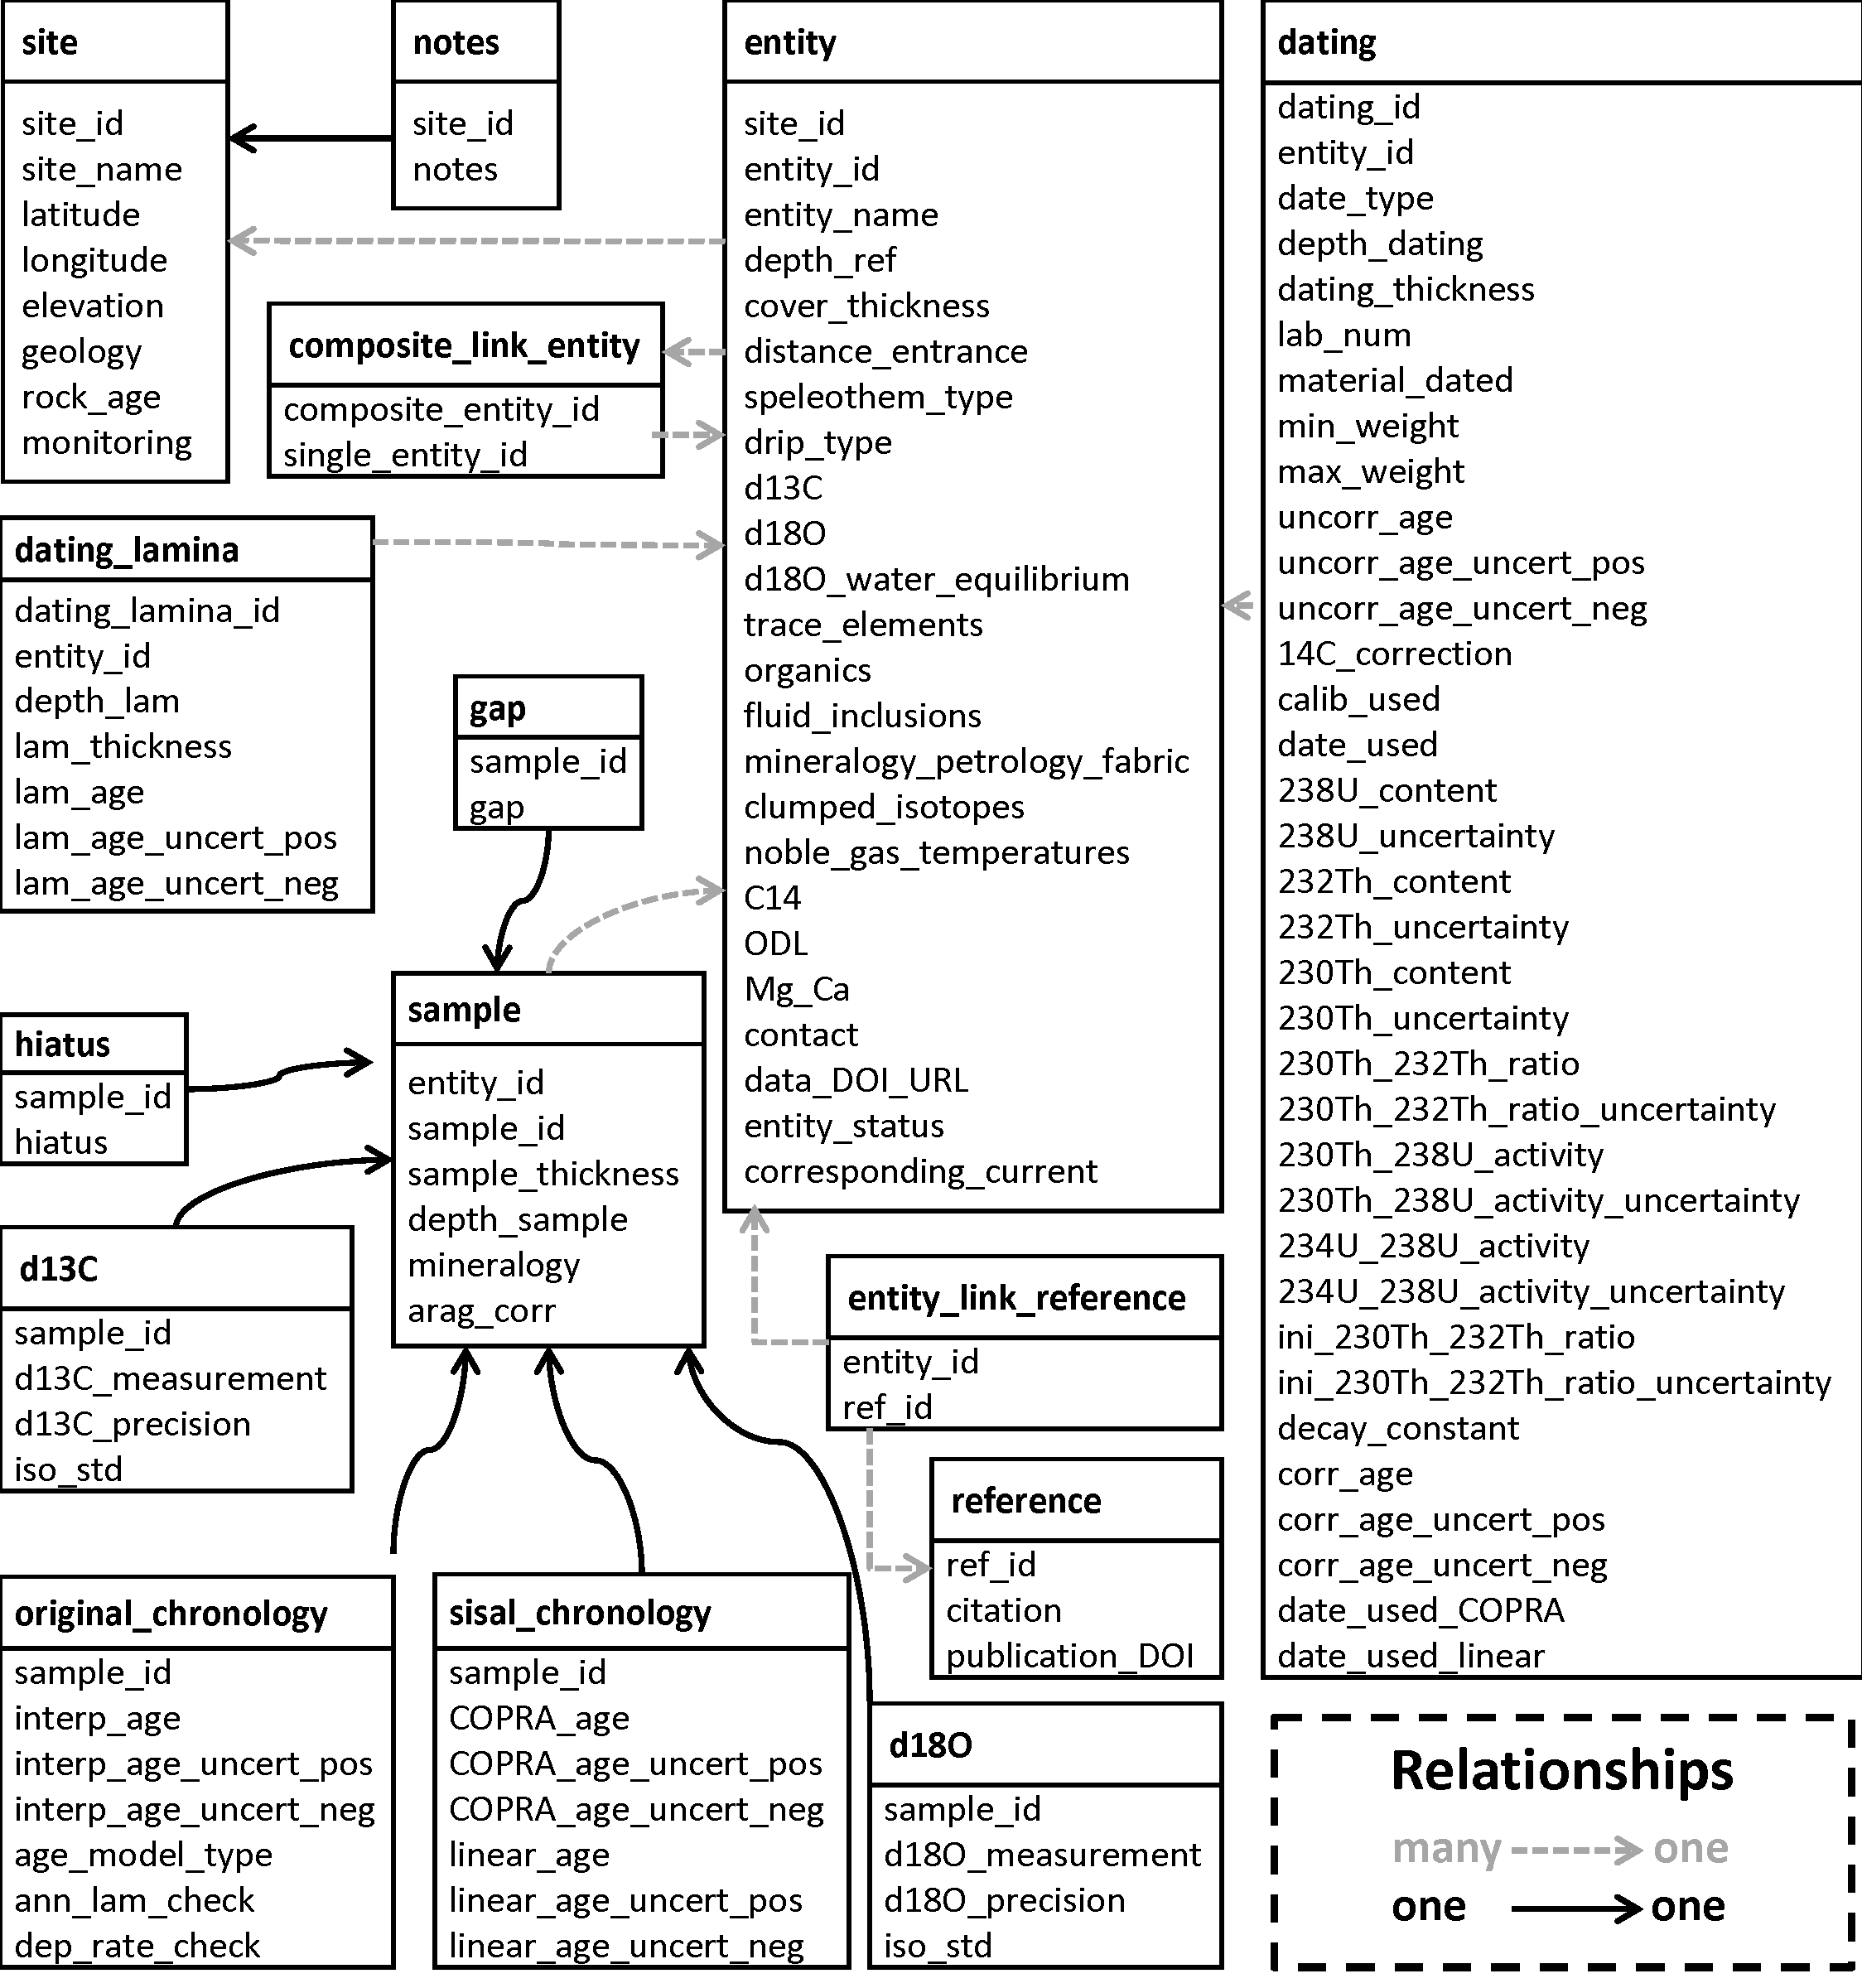 site
site_id
site_name
latitude
longitude
elevation
geology
rock_age
monitoring
notes
site_id
notes
entity
site_id
entity_id
entity_name
depth_ref
cover_thickness
distance_entrance
speleothem_type
drip_type
d13C
d18O
d18O_water_equilibrium
trace_elements
organics
fluid_inclusions
mineralogy_petrology_fabric
clumped_isotopes
noble_gas_temperatures
C14
ODL
Mg_Ca
contact
data_DOI_URL
entity_status
corresponding_current
dating
dating_id
entity_id
date_type
depth_dating
dating_thickness
lab_num
material_dated
min_weight
max_weight
uncorr_age
uncorr_age_uncert_pos
uncorr_age_uncert_neg
14C_correction
calib_used
date_used
238U_content
238U_uncertainty
232Th_content
232Th_uncertainty
230Th_content
230Th_uncertainty
230Th_232Th_ratio
230Th_232Th_ratio_uncertainty
230Th_238U_activity
230Th_238U_activity_uncertainty
234U_238U_activity
234U_238U_activity_uncertainty
ini_230Th_232Th_ratio
ini_230Th_232Th_ratio_uncertainty
decay_constant
corr_age
corr_age_uncert_pos
corr_age_uncert_neg
date_used_COPRA
date_used_linear
composite_link_entity
composite_entity_id
single_entity_id
dating_lamina
dating_lamina_id
entity_id
depth_lam
lam_thickness
lam_age
lam_age_uncert_pos
lam_age_uncert_neg
gap
sample_id
gap
sample
entity_id
sample_id
sample_thickness
depth_sample
mineralogy
arag_corr
hiatus
sample_id
hiatus
d13C
sample_id
d13C_measurement
d13C_precision
iso_std
entity_link_reference
entity_id
ref_id
reference
ref_id
citation
publication_DOI
original_chronology
sample_id
interp_age
interp_age_uncert_pos
interp_age_uncert_neg
age_model_type
ann_lam_check
dep_rate_check
sisal_chronology
sample_id
COPRA_age
COPRA_age_uncert_pos
COPRA_age_uncert_neg
linear_age
linear_age_uncert_pos
linear_age_uncert_neg
d18O
sample_id
d18O_measurement
d18O_precision
iso_std
Relationships
many one
one one